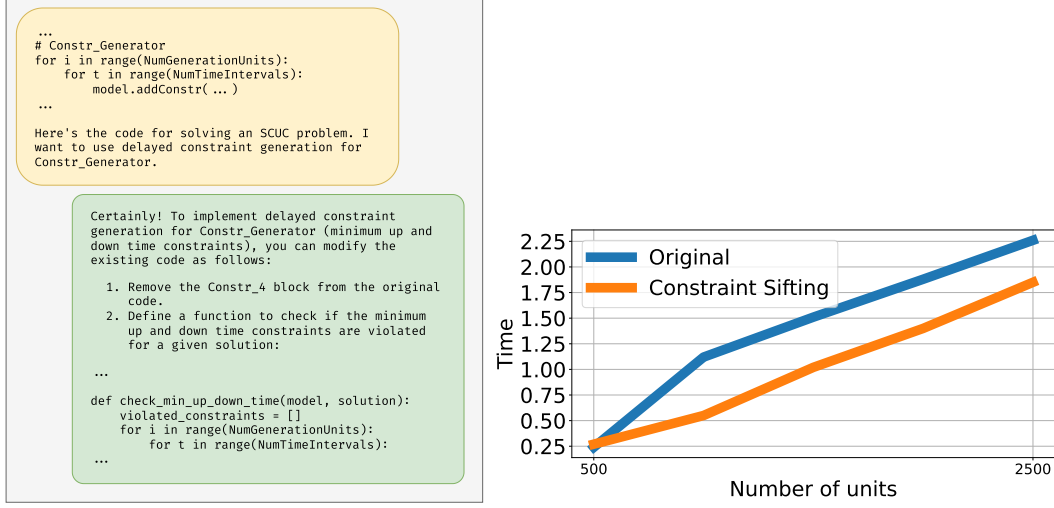 ...
# Constr_Generator
for i in range(NumGenerationUnits):
    for t in range(NumTimeIntervals):
        model.addConstr(...)
...
Here's the code for solving an SCUC problem. I
want to use delayed constraint generation for
Constr_Generator.
Certainly! To implement delayed constraint
generation for Constr_Generator (minimum up and
down time constraints), you can modify the
existing code as follows:
1. Remove the Constr_4 block from the original
code.
2. Define a function to check if the minimum
up and down time constraints are violated
for a given solution:
...
def check_min_up_down_time(model, solution):
    violated_constraints = []
    for i in range(NumGenerationUnits):
        for t in range(NumTimeIntervals):
...
Original
Constraint Sifting
Time
2.25
2.00
1.75
1.50
1.25
1.00
0.75
0.50
0.25
500
2500
Number of units